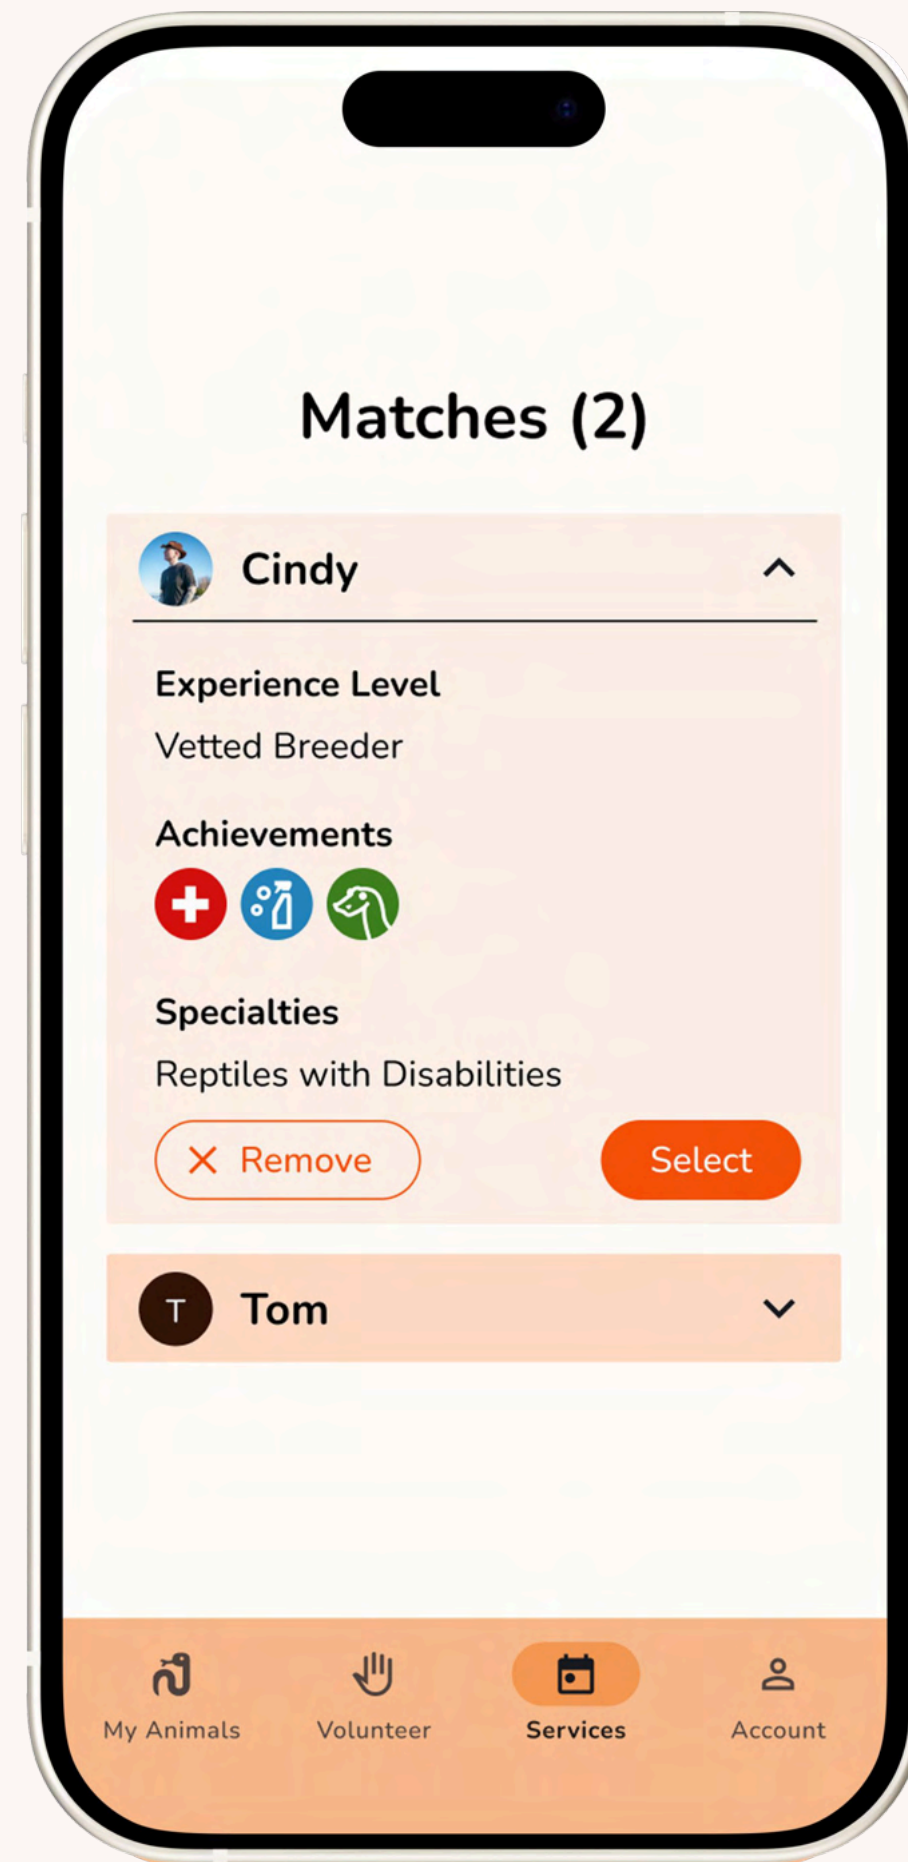 Matches (2)
Cindy
Experience Level
Vetted Breeder
Achievements
Specialties
Reptiles with Disabilities
Remove
Select
T
Tom
My Animals
Volunteer
Services
Account